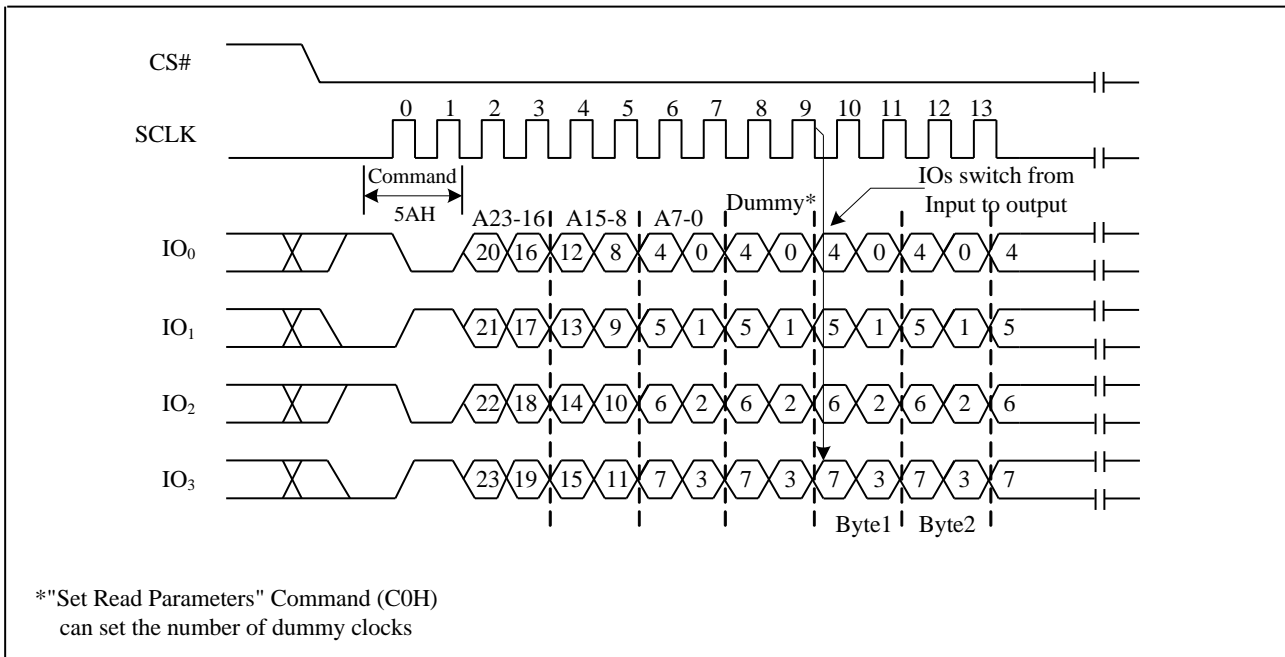 CS#
0 1 2 3 4 5 6 7 8 9 10 11 12 13
SCLK
Command
5AH
IOs switch from
Input to output
Dummy*
A23-16 A15-8 A7-0
IO0 20 16 12 8 4 0 4 0 4 0 4 0 4
IO1 21 17 13 9 5 1 5 1 5 1 5 1 5
IO2 22 18 14 10 6 2 6 2 6 2 6 2 6
IO3 23 19 15 11 7 3 7 3 7 3 7 3 7
Byte1 Byte2
*"Set Read Parameters" Command (C0H)
can set the number of dummy clocks